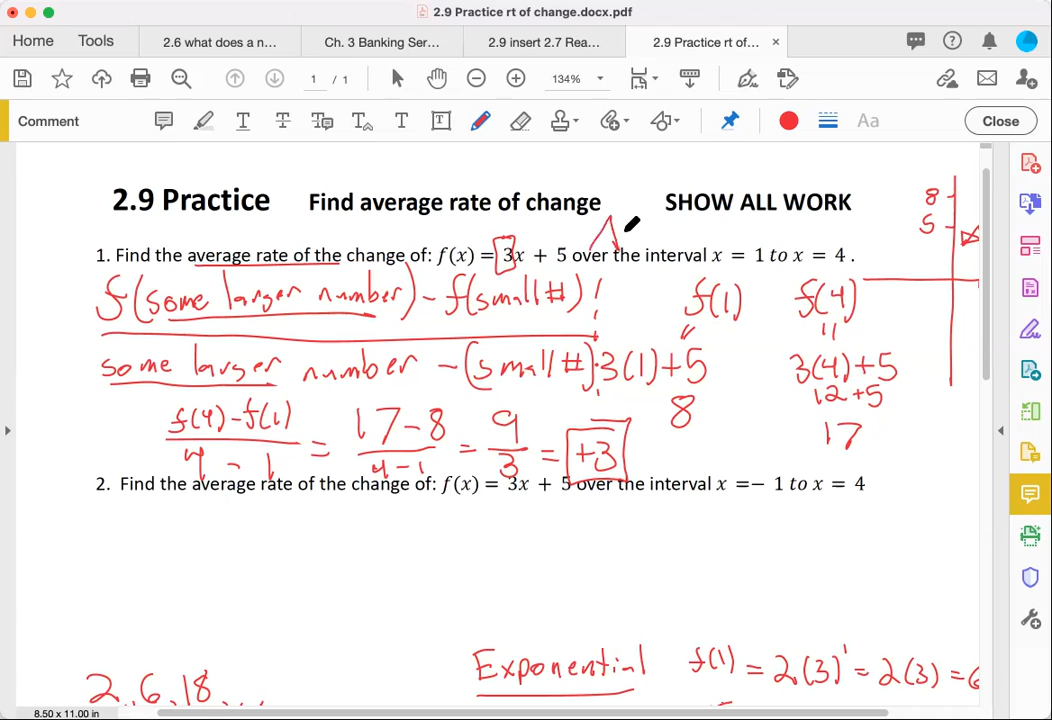 2.9 Practice rt of change.docx.pdf
Home Tools 2.6 what does a n... Ch. 3 Banking Ser... 2.9 insert 2.7 Rea... 2.9 Practice rt of... ×
1 / 1 134%
Comment Aa Close
2.9 Practice Find average rate of change SHOW ALL WORK
8
5
1. Find the average rate of the change of: f(x) = 3x + 5 over the interval x = 1 to x = 4 .
f(some larger number) - f(small #) ! f(1) f(4)
some larger number - (small #) 3(1)+5 3(4)+5
12+5
f(4)-f(1) 17-8 9 8
= = = +3 17
4 - 1 4-1 3
2. Find the average rate of the change of: f(x) = 3x + 5 over the interval x =− 1 to x = 4
Exponential f(1) = 2(3)¹ = 2(3) = 6
2, 6, 18
8.50 x 11.00 in